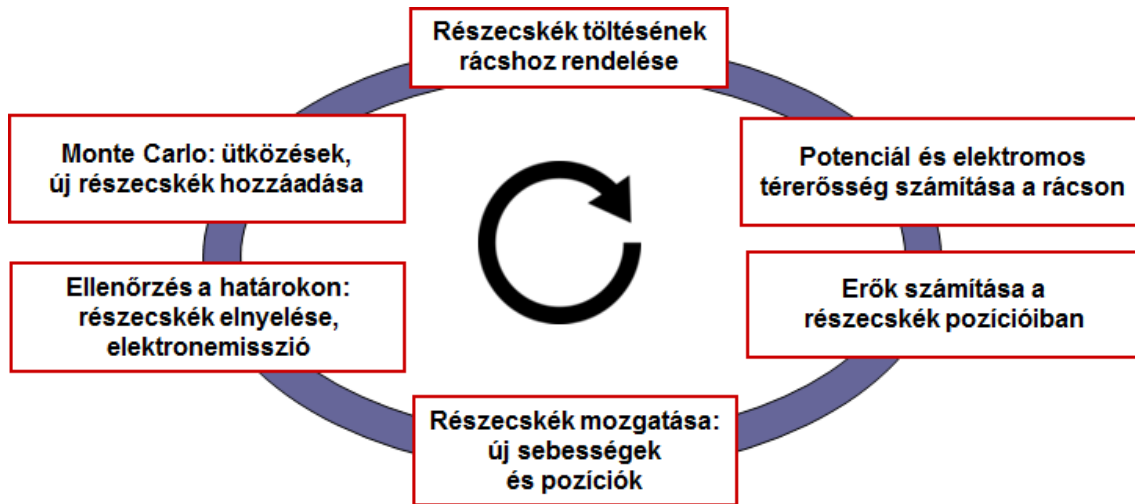 Részecskék töltésének
rácshoz rendelése
Potenciál és elektromos
térerősség számítása a rácson
Erők számítása a
részecskék pozícióiban
Részecskék mozgatása:
új sebességek
és pozíciók
Ellenőrzés a határokon:
részecskék elnyelése,
elektronemisszió
Monte Carlo: ütközések,
új részecskék hozzáadása